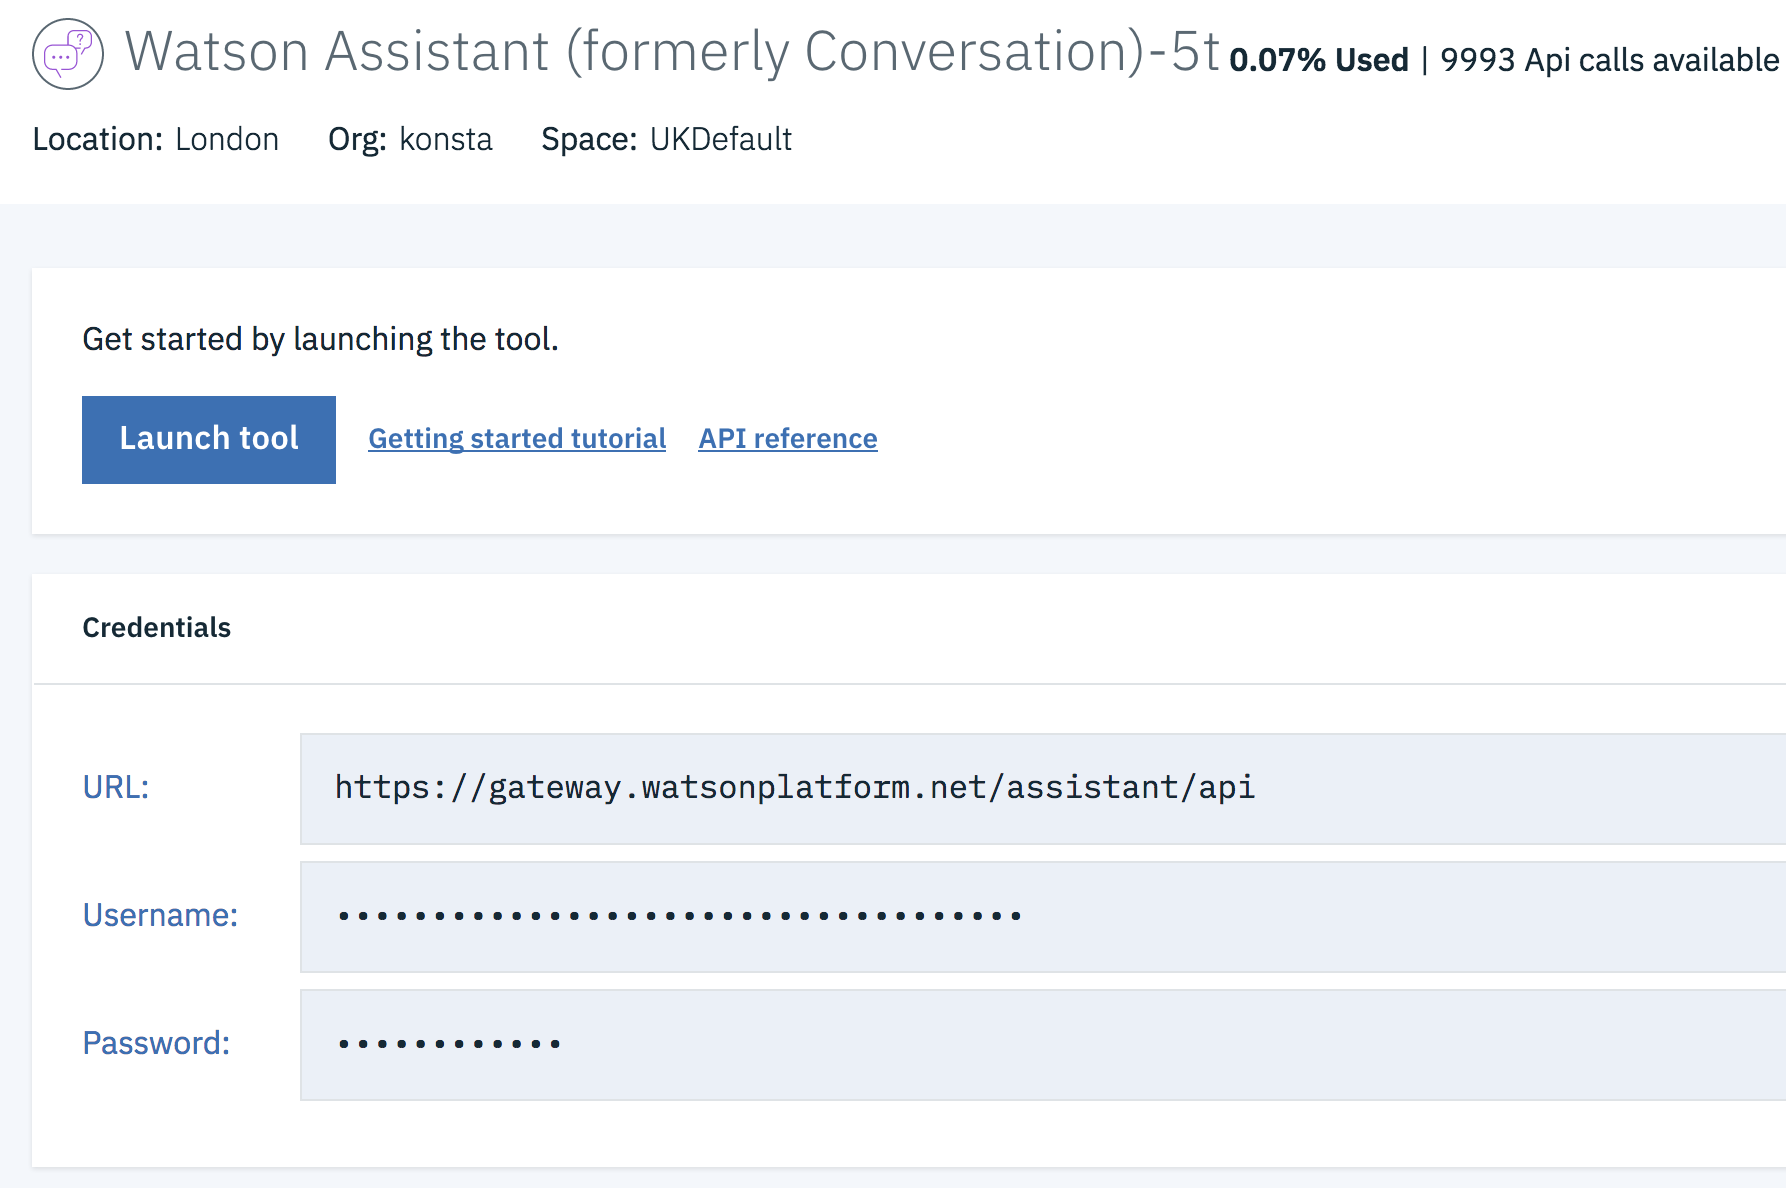 Watson Assistant (formerly Conversation)-5t 0.07% Used | 9993 Api calls available
Location: London Org: konsta Space: UKDefault
Get started by launching the tool.
Launch tool Getting started tutorial API reference
Credentials
URL: https://gateway.watsonplatform.net/assistant/api
Username: ••••••••••••••••••••••••••••••••••••
Password: ••••••••••••